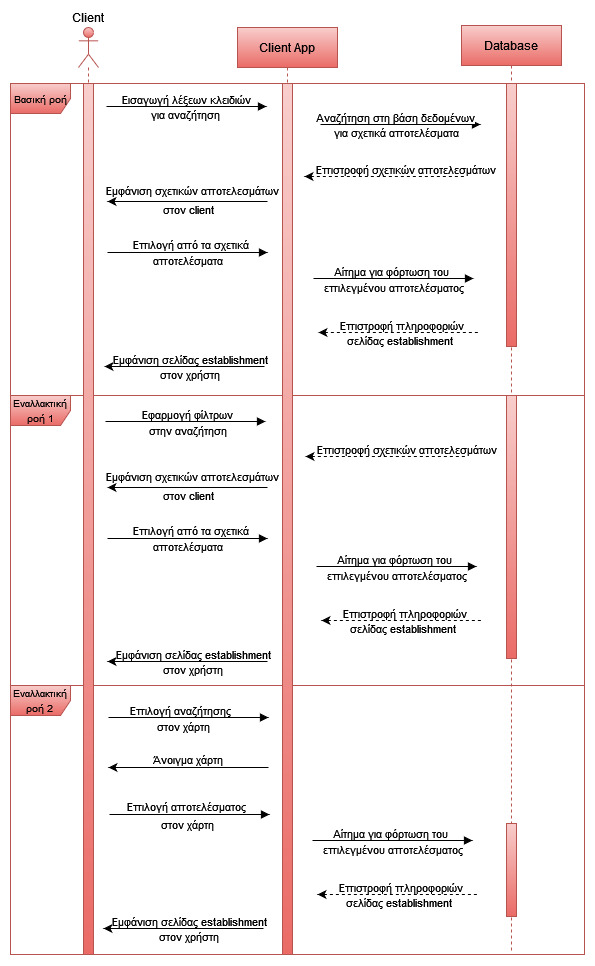 Client
Client App
Database
Βασική ροή
Εισαγωγή λέξεων κλειδιών
για αναζήτηση
Αναζήτηση στη βάση δεδομένων
για σχετικά αποτελέσματα
Επιστροφή σχετικών αποτελεσμάτων
Εμφάνιση σχετικών αποτελεσμάτων
στον client
Επιλογή από τα σχετικά
αποτελέσματα
Αίτημα για φόρτωση του
επιλεγμένου αποτελέσματος
Επιστροφή πληροφοριών
σελίδας establishment
Εμφάνιση σελίδας establishment
στον χρήστη
Εναλλακτική
ροή 1
Εφαρμογή φίλτρων
στην αναζήτηση
Επιστροφή σχετικών αποτελεσμάτων
Εμφάνιση σχετικών αποτελεσμάτων
στον client
Επιλογή από τα σχετικά
αποτελέσματα
Αίτημα για φόρτωση του
επιλεγμένου αποτελέσματος
Επιστροφή πληροφοριών
σελίδας establishment
Εμφάνιση σελίδας establishment
στον χρήστη
Εναλλακτική
ροή 2
Επιλογή αναζήτησης
στον χάρτη
Άνοιγμα χάρτη
Επιλογή αποτελέσματος
στον χάρτη
Αίτημα για φόρτωση του
επιλεγμένου αποτελέσματος
Επιστροφή πληροφοριών
σελίδας establishment
Εμφάνιση σελίδας establishment
στον χρήστη